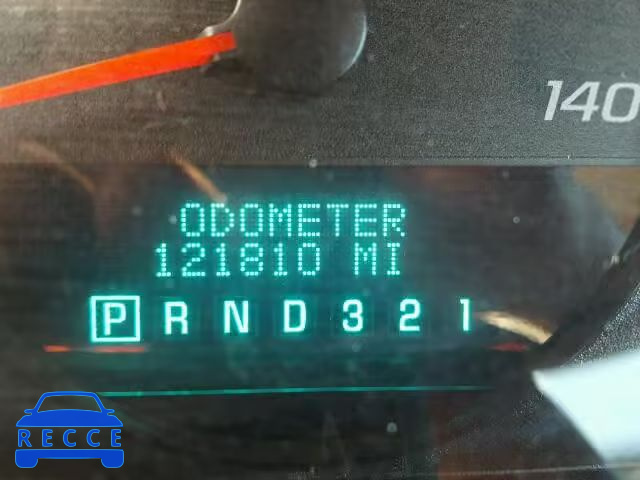 140
ODOMETER
121810 MI
P R N D 3 2 1
RECCE